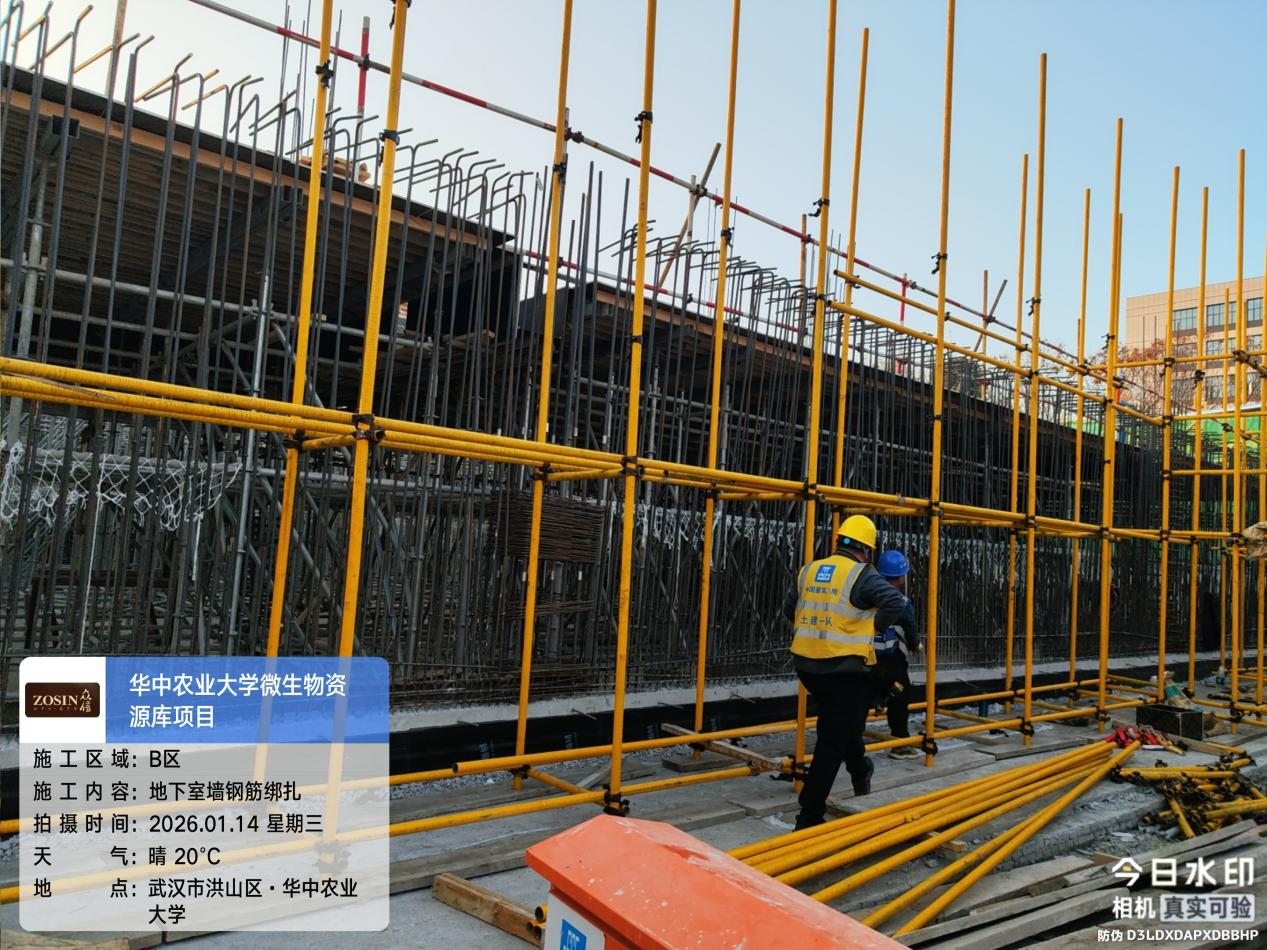 ZOSIN 众信
华中农业大学微生物资
源库项目
施工区域：B区
施工内容：地下室墙钢筋绑扎
拍摄时间：2026.01.14 星期三
天气：晴 20℃
地点：武汉市洪山区·华中农业
大学
土建一队
今日水印
相机 真实可验
防伪 D3LDXDAPXDBBHP